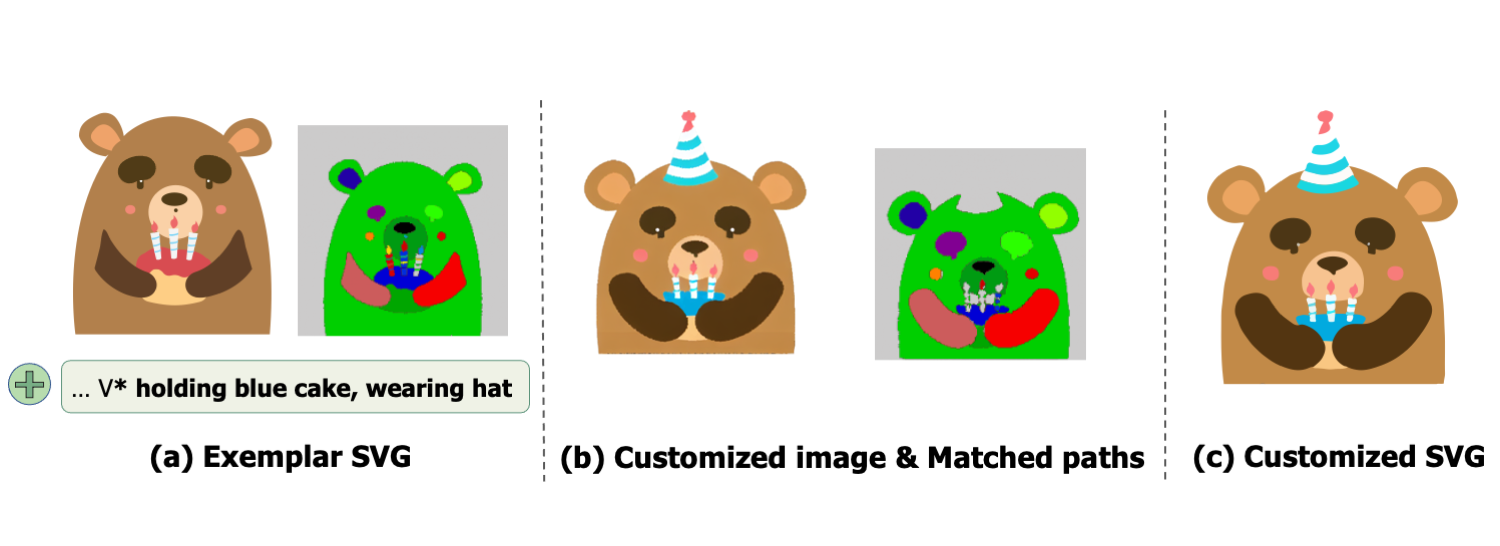 ... V* holding blue cake, wearing hat
(a) Exemplar SVG
(b) Customized image & Matched paths
(c) Customized SVG